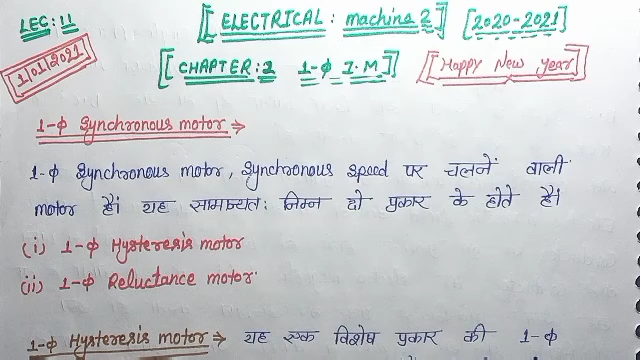 LEC: 11
[ELECTRICAL: machine 2] [2020-2021]
1/01/2021
[CHAPTER: 1 1-Φ I.M] [Happy New Year]
1-Φ Synchronous motor →
1-Φ Synchronous motor, Synchronous Speed पर चलनें वाली
motor है। यह सामान्यत: निम्न दो प्रकार के होते है।
(i) 1-Φ Hysteresis motor
(ii) 1-Φ Reluctance motor
1-Φ Hysteresis motor → यह एक विशेष प्रकार की 1-Φ